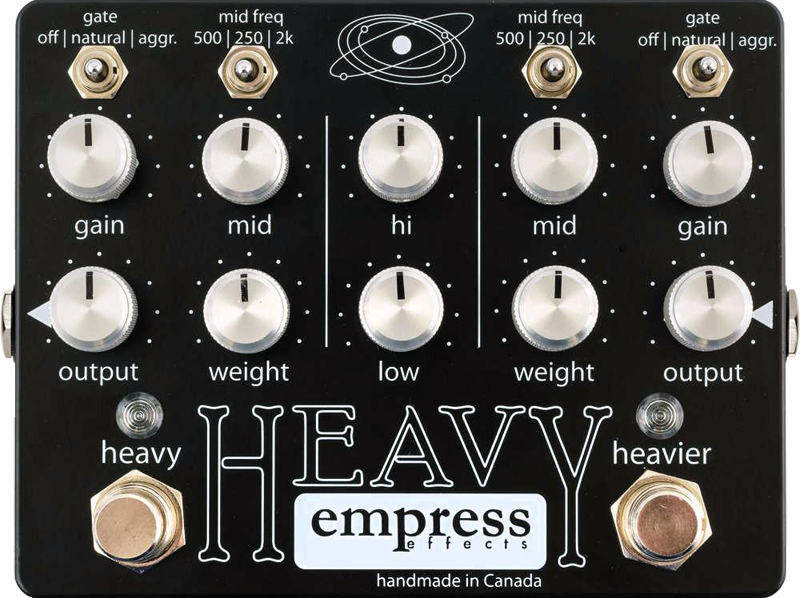 gate
off | natural | aggr.
mid freq
500 | 250 | 2k
mid freq
500 | 250 | 2k
gate
off | natural | aggr.
gain
mid
hi
mid
gain
output
weight
low
weight
output
heavy
HEAVY
heavier
empress
effects
handmade in Canada